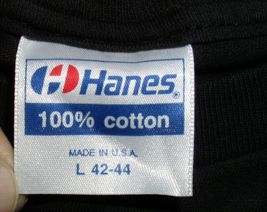 Hanes
100% cotton
MADE IN U.S.A.
L 42-44